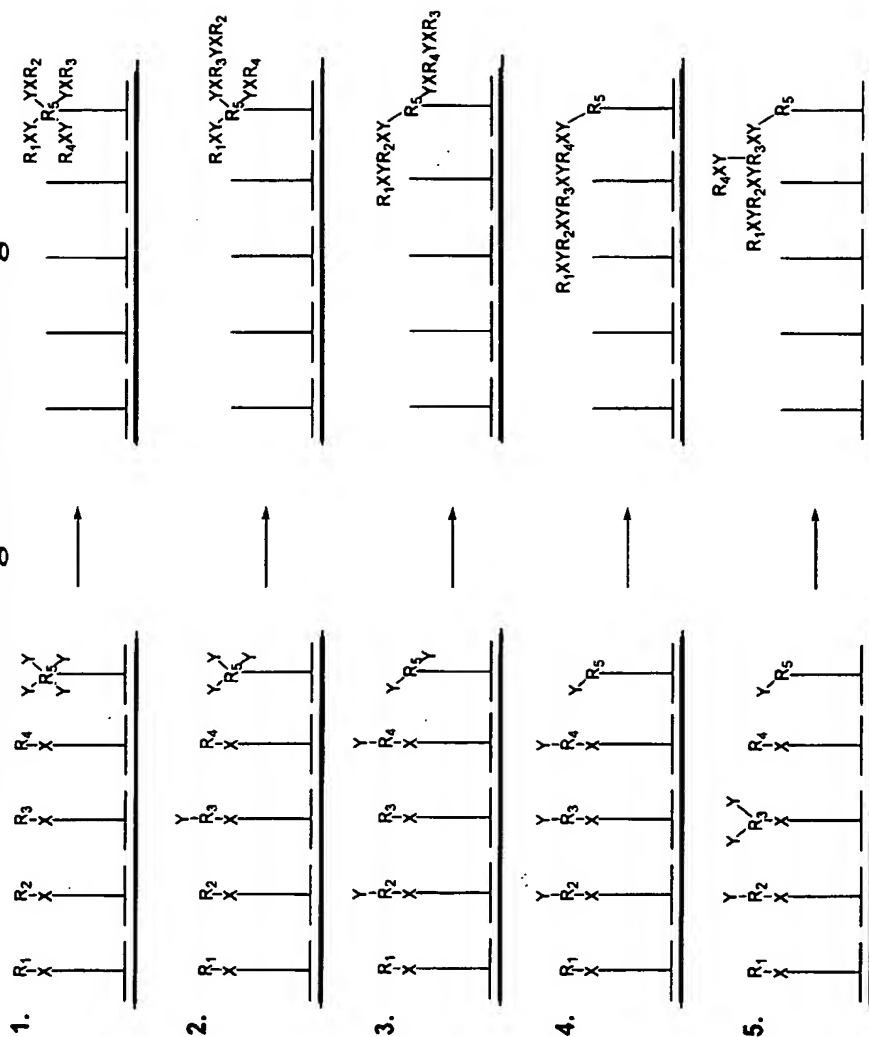 1.
R₁ R₂ R₃ R₄ Y Y
X X X X R₅
Y Y
R₁XY YXR₂
R₅
R₄XY YXR₃
2.
Y
R₁ R₂ R₃ R₄ Y Y
X X X X R₅
Y
R₁XY YXR₃YXR₂
R₅
YXR₄
3.
Y Y
R₁ R₂ R₃ R₄ Y
X X X X R₅
Y
R₁XYR₂XY
R₅
YXR₄YXR₃
4.
Y Y Y
R₁ R₂ R₃ R₄ Y
X X X X R₅
R₁XYR₂XYR₃XYR₄XY
R₅
5.
Y Y Y
R₁ R₂ R₃ R₄ Y
X X X X R₅
R₄XY
R₁XYR₂XYR₃XY
R₅